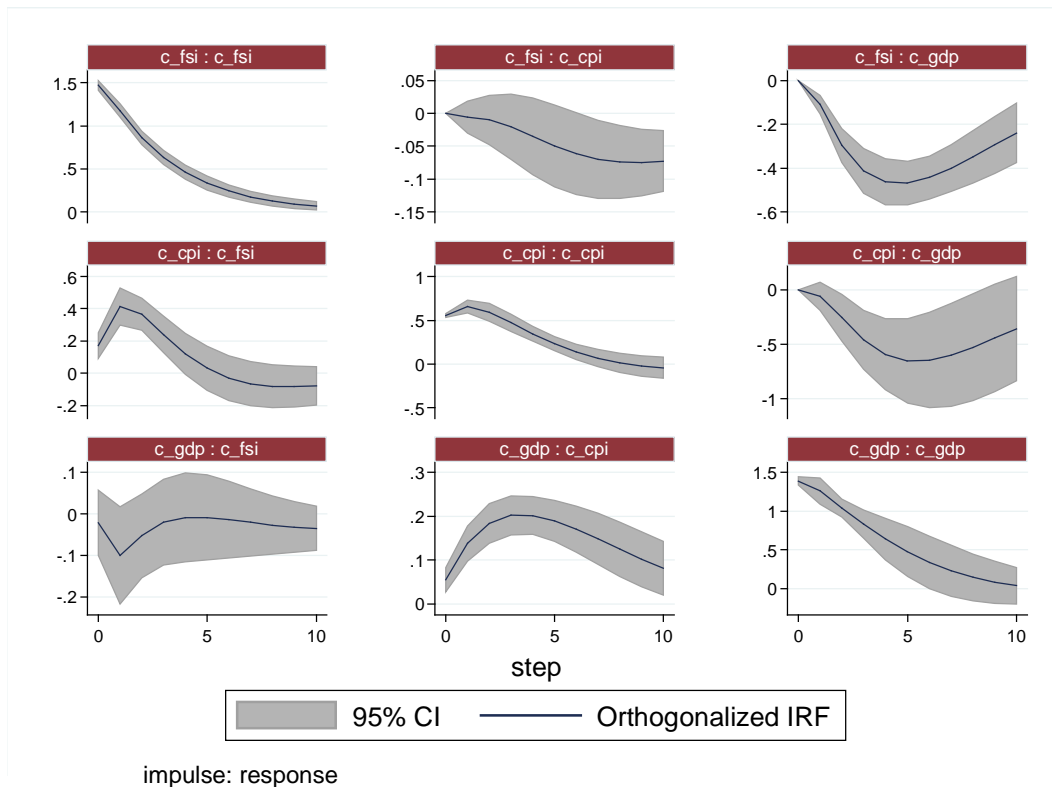 c_fsi : c_fsi
c_fsi : c_cpi
c_fsi : c_gdp
1.5
1
.5
0
.05
0
-.05
-.1
-.15
0
-.2
-.4
-.6
c_cpi : c_fsi
c_cpi : c_cpi
c_cpi : c_gdp
.6
.4
.2
0
-.2
1
.5
0
-.5
0
-.5
-1
c_gdp : c_fsi
c_gdp : c_cpi
c_gdp : c_gdp
.1
0
-.1
-.2
.3
.2
.1
0
1.5
1
.5
0
0 5 10
0 5 10
0 5 10
step
95% CI
Orthogonalized IRF
impulse: response